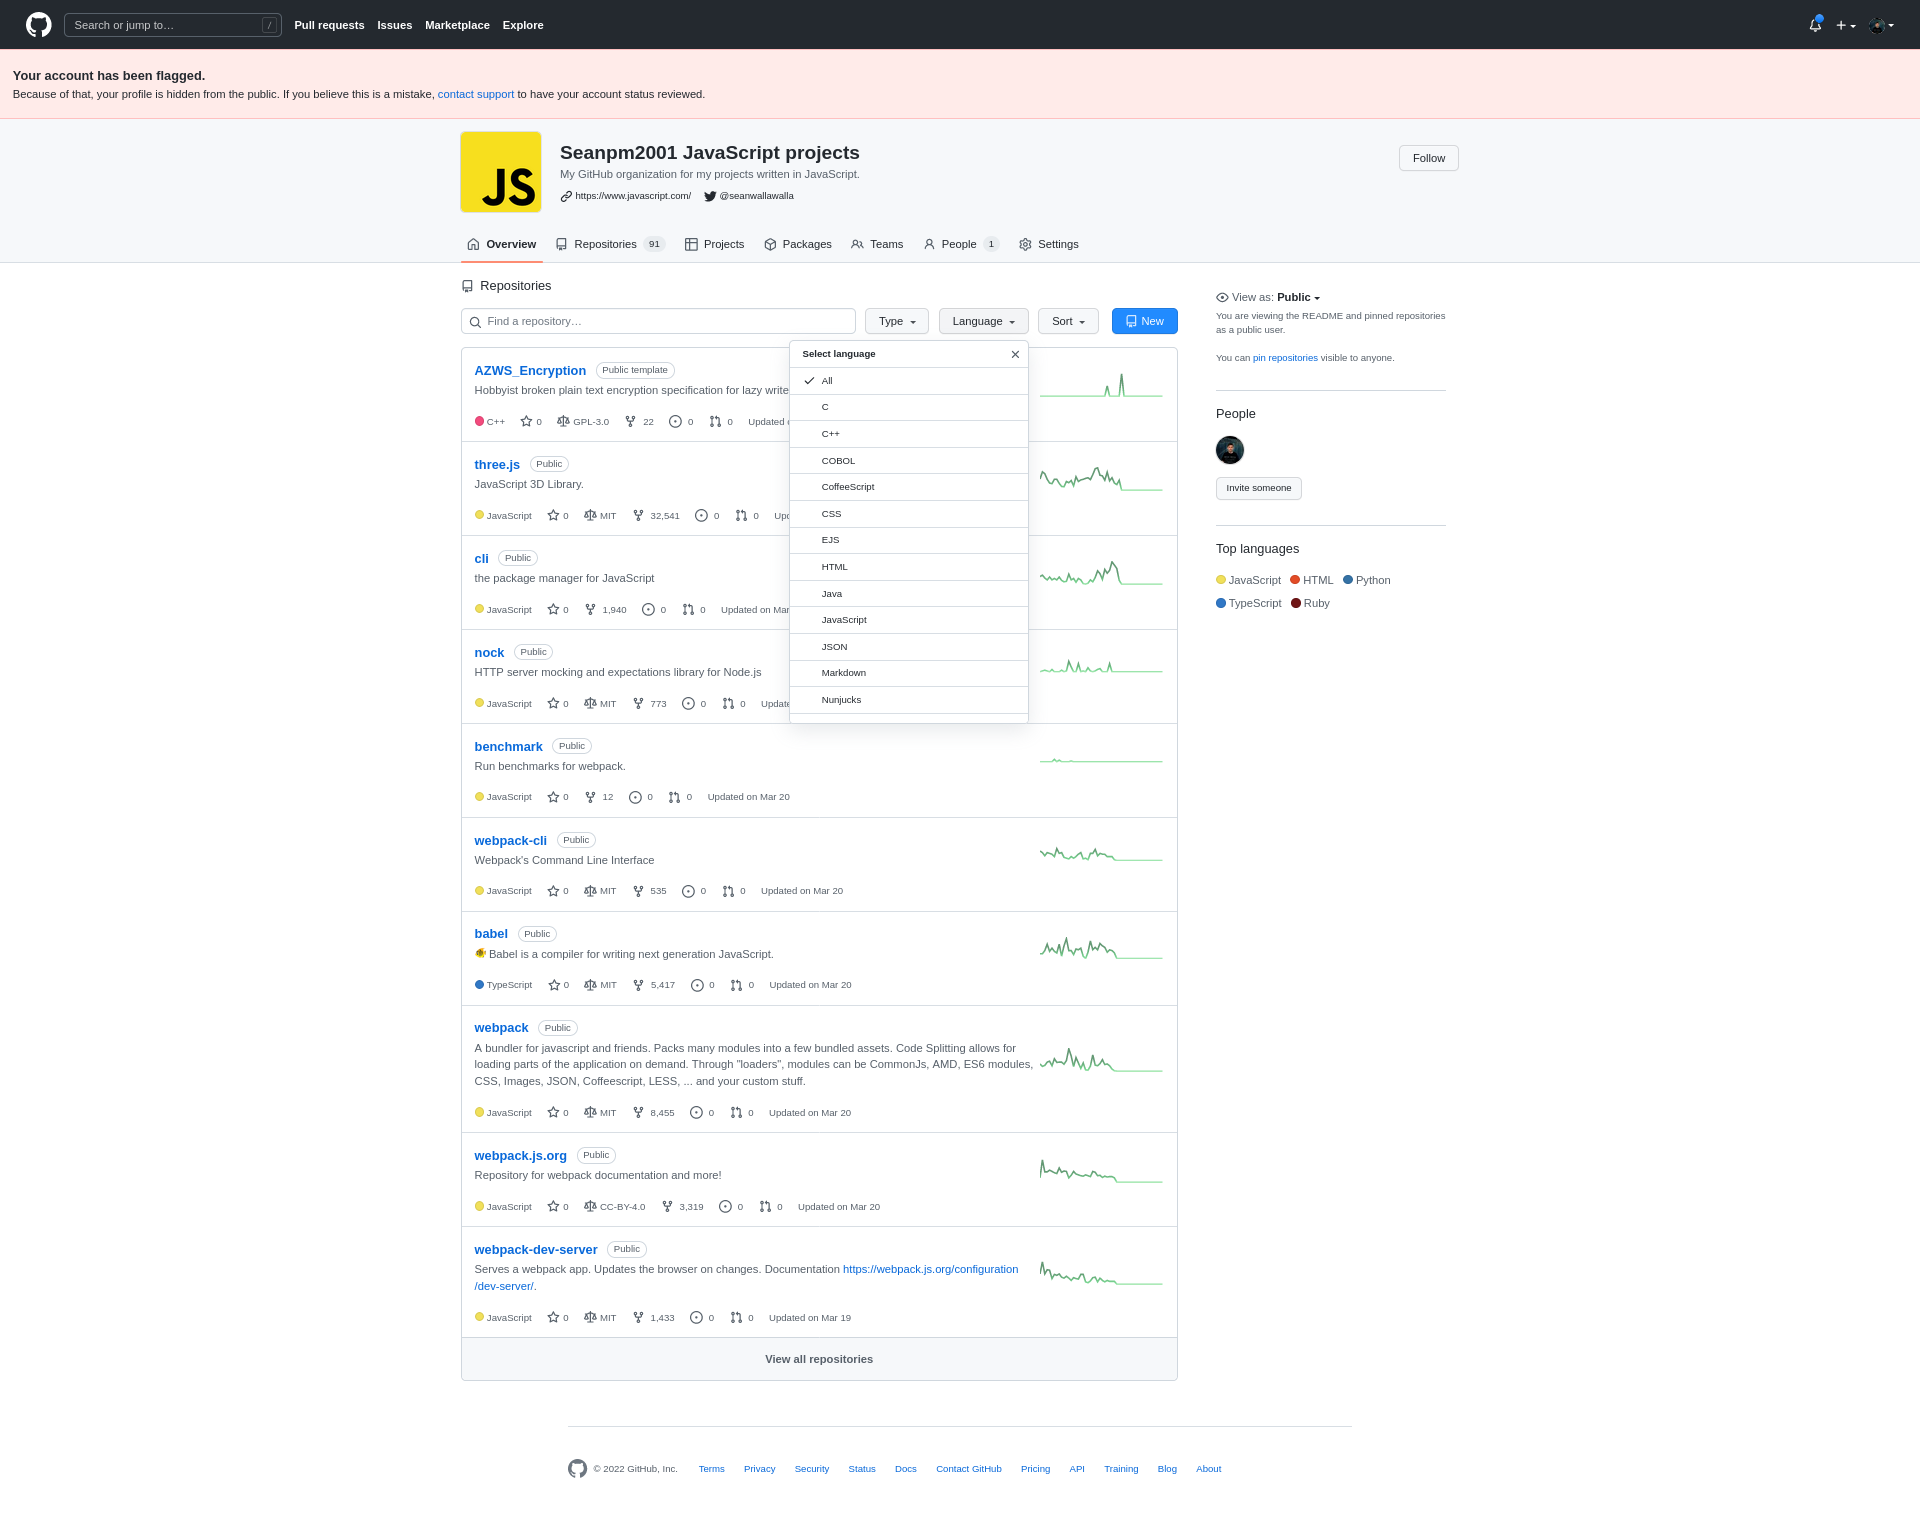 Search or jump to…
/
Pull requests
Issues
Marketplace
Explore
Your account has been flagged.
Because of that, your profile is hidden from the public. If you believe this is a mistake, contact support to have your account status reviewed.
JS
Seanpm2001 JavaScript projects
My GitHub organization for my projects written in JavaScript.
https://www.javascript.com/
@seanwallawalla
Follow
Overview
Repositories 91
Projects
Packages
Teams
People 1
Settings
Repositories
Find a repository…
Type
Language
Sort
New
Select language
All
C
C++
COBOL
CoffeeScript
CSS
EJS
HTML
Java
JavaScript
JSON
Markdown
Nunjucks
AZWS_Encryption Public template
Hobbyist broken plain text encryption specification for lazy write
C++ 0 GPL-3.0 22 0 0 Updated
three.js Public
JavaScript 3D Library.
JavaScript 0 MIT 32,541 0 0
cli Public
the package manager for JavaScript
JavaScript 0 1,940 0 0 Updated on Mar
nock Public
HTTP server mocking and expectations library for Node.js
JavaScript 0 MIT 773 0 0 Update
benchmark Public
Run benchmarks for webpack.
JavaScript 0 12 0 0 Updated on Mar 20
webpack-cli Public
Webpack's Command Line Interface
JavaScript 0 MIT 535 0 0 Updated on Mar 20
babel Public
🐠 Babel is a compiler for writing next generation JavaScript.
TypeScript 0 MIT 5,417 0 0 Updated on Mar 20
webpack Public
A bundler for javascript and friends. Packs many modules into a few bundled assets. Code Splitting allows for
loading parts of the application on demand. Through "loaders", modules can be CommonJs, AMD, ES6 modules,
CSS, Images, JSON, Coffeescript, LESS, ... and your custom stuff.
JavaScript 0 MIT 8,455 0 0 Updated on Mar 20
webpack.js.org Public
Repository for webpack documentation and more!
JavaScript 0 CC-BY-4.0 3,319 0 0 Updated on Mar 20
webpack-dev-server Public
Serves a webpack app. Updates the browser on changes. Documentation https://webpack.js.org/configuration
/dev-server/.
JavaScript 0 MIT 1,433 0 0 Updated on Mar 19
View all repositories
View as: Public
You are viewing the README and pinned repositories
as a public user.
You can pin repositories visible to anyone.
People
Invite someone
Top languages
JavaScript HTML Python
TypeScript Ruby
© 2022 GitHub, Inc.
Terms
Privacy
Security
Status
Docs
Contact GitHub
Pricing
API
Training
Blog
About